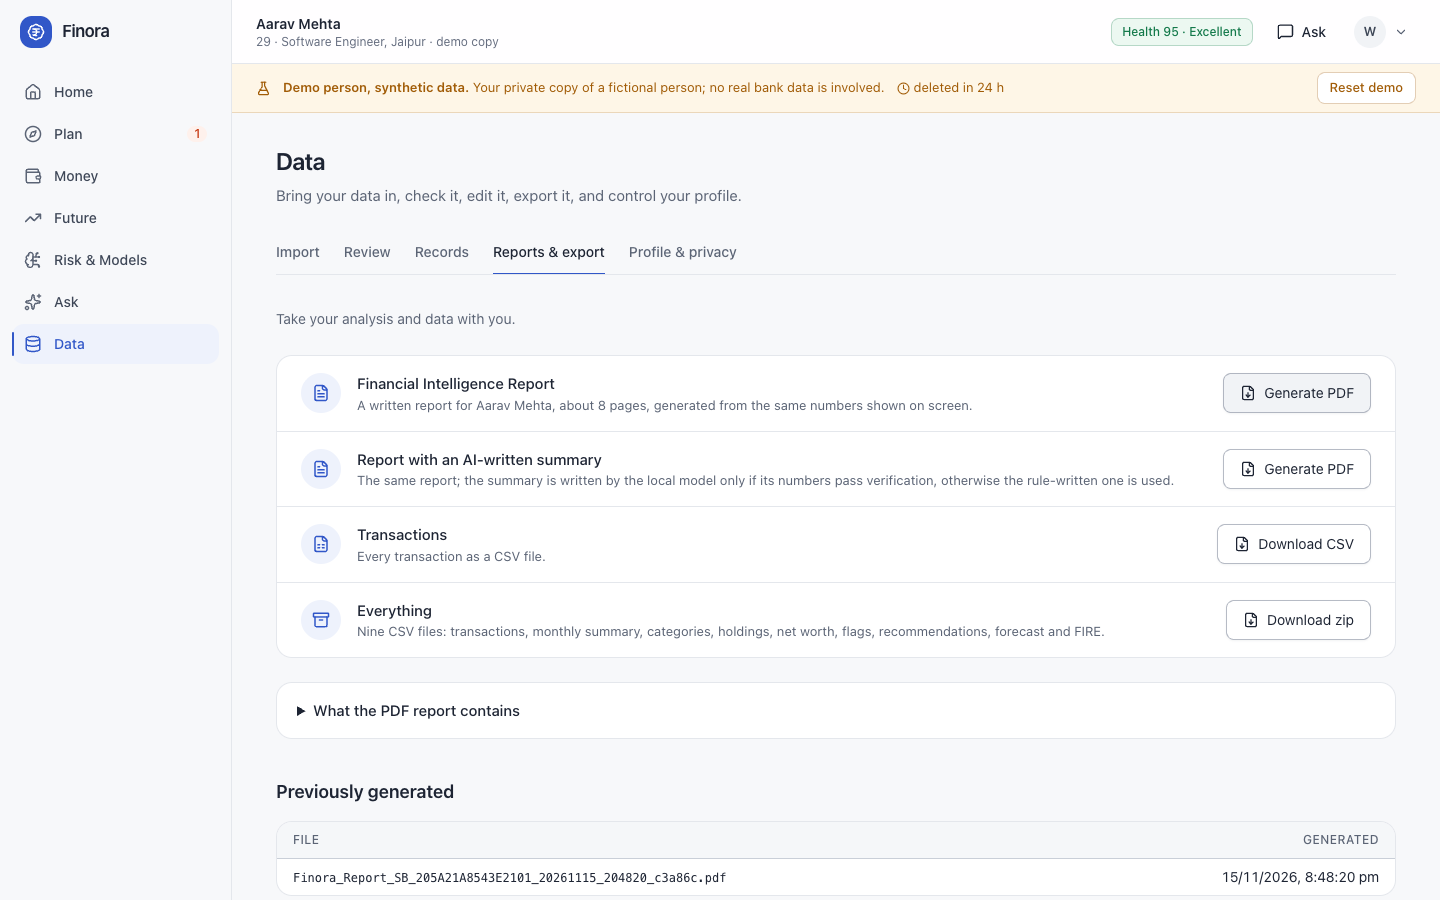 Finora
Home
Plan 1
Money
Future
Risk & Models
Ask
Data
Aarav Mehta
29 · Software Engineer, Jaipur · demo copy
Health 95 · Excellent
Ask
W
Demo person, synthetic data. Your private copy of a fictional person; no real bank data is involved. deleted in 24 h
Reset demo
Data
Bring your data in, check it, edit it, export it, and control your profile.
Import Review Records Reports & export Profile & privacy
Take your analysis and data with you.
Financial Intelligence Report
A written report for Aarav Mehta, about 8 pages, generated from the same numbers shown on screen.
Generate PDF
Report with an AI-written summary
The same report; the summary is written by the local model only if its numbers pass verification, otherwise the rule-written one is used.
Generate PDF
Transactions
Every transaction as a CSV file.
Download CSV
Everything
Nine CSV files: transactions, monthly summary, categories, holdings, net worth, flags, recommendations, forecast and FIRE.
Download zip
What the PDF report contains
Previously generated
FILE GENERATED
Finora_Report_SB_205A21A8543E2101_20261115_204820_c3a86c.pdf 15/11/2026, 8:48:20 pm